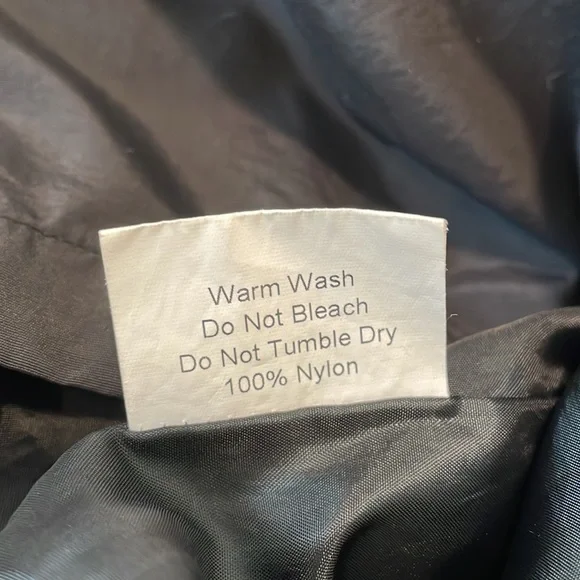 Warm Wash
Do Not Bleach
Do Not Tumble Dry
100% Nylon